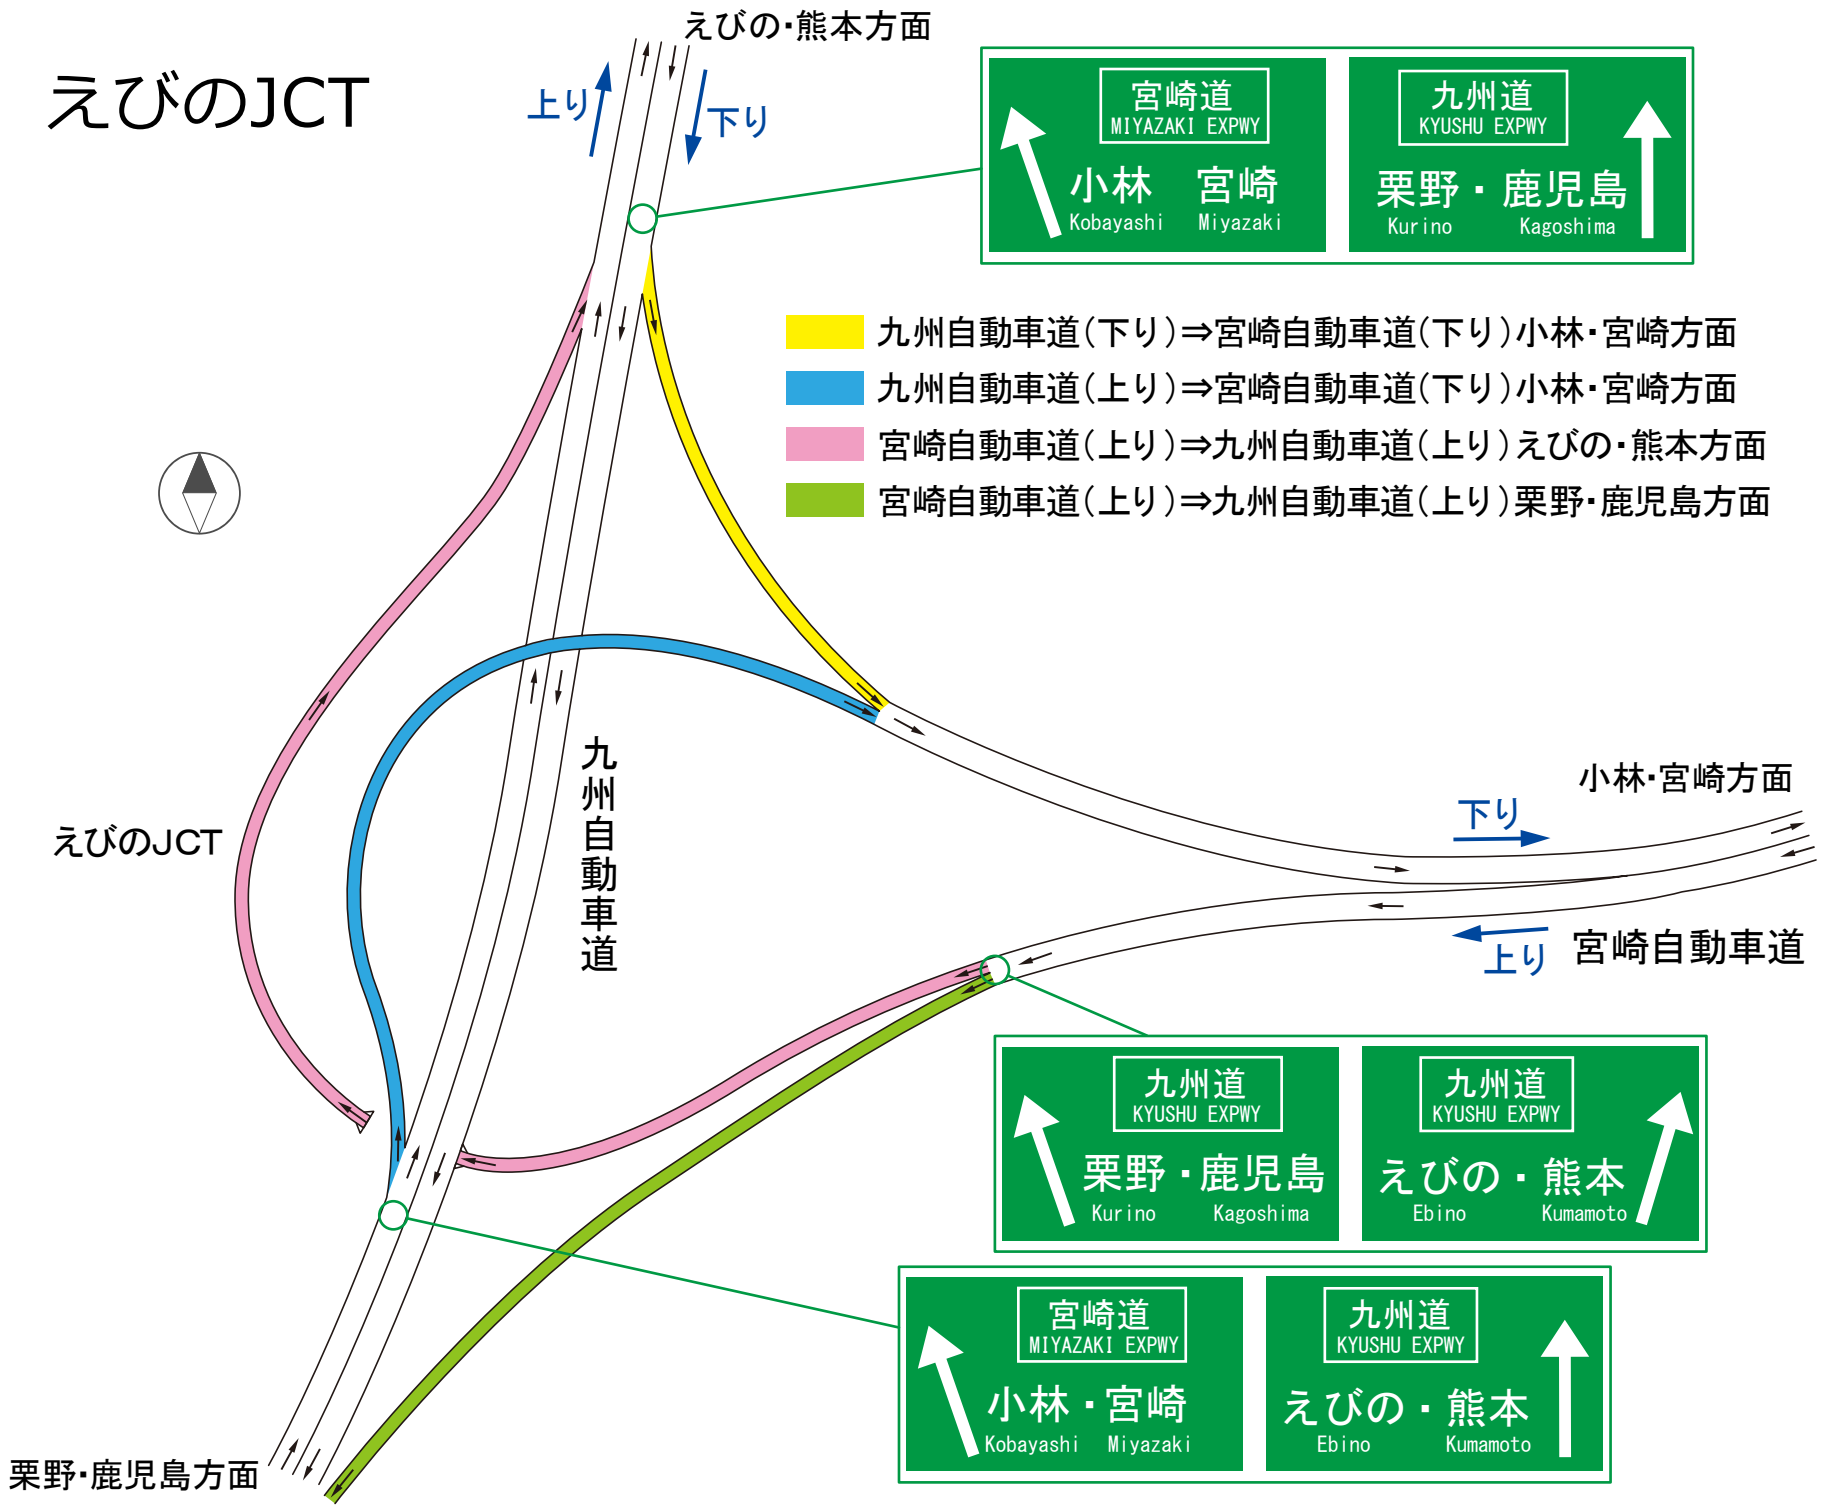 えびの・熊本方面
えびのJCT
上り
下り
宮崎道
MIYAZAKI EXPWY
小林 宮崎
Kobayashi Miyazaki
九州道
KYUSHU EXPWY
栗野・鹿児島
Kurino Kagoshima
九州自動車道(下り)⇒宮崎自動車道(下り)小林・宮崎方面
九州自動車道(上り)⇒宮崎自動車道(下り)小林・宮崎方面
宮崎自動車道(上り)⇒九州自動車道(上り)えびの・熊本方面
宮崎自動車道(上り)⇒九州自動車道(上り)栗野・鹿児島方面
九州自動車道
えびのJCT
小林・宮崎方面
下り
上り
宮崎自動車道
九州道
KYUSHU EXPWY
栗野・鹿児島
Kurino Kagoshima
九州道
KYUSHU EXPWY
えびの・熊本
Ebino Kumamoto
宮崎道
MIYAZAKI EXPWY
小林・宮崎
Kobayashi Miyazaki
九州道
KYUSHU EXPWY
えびの・熊本
Ebino Kumamoto
栗野・鹿児島方面